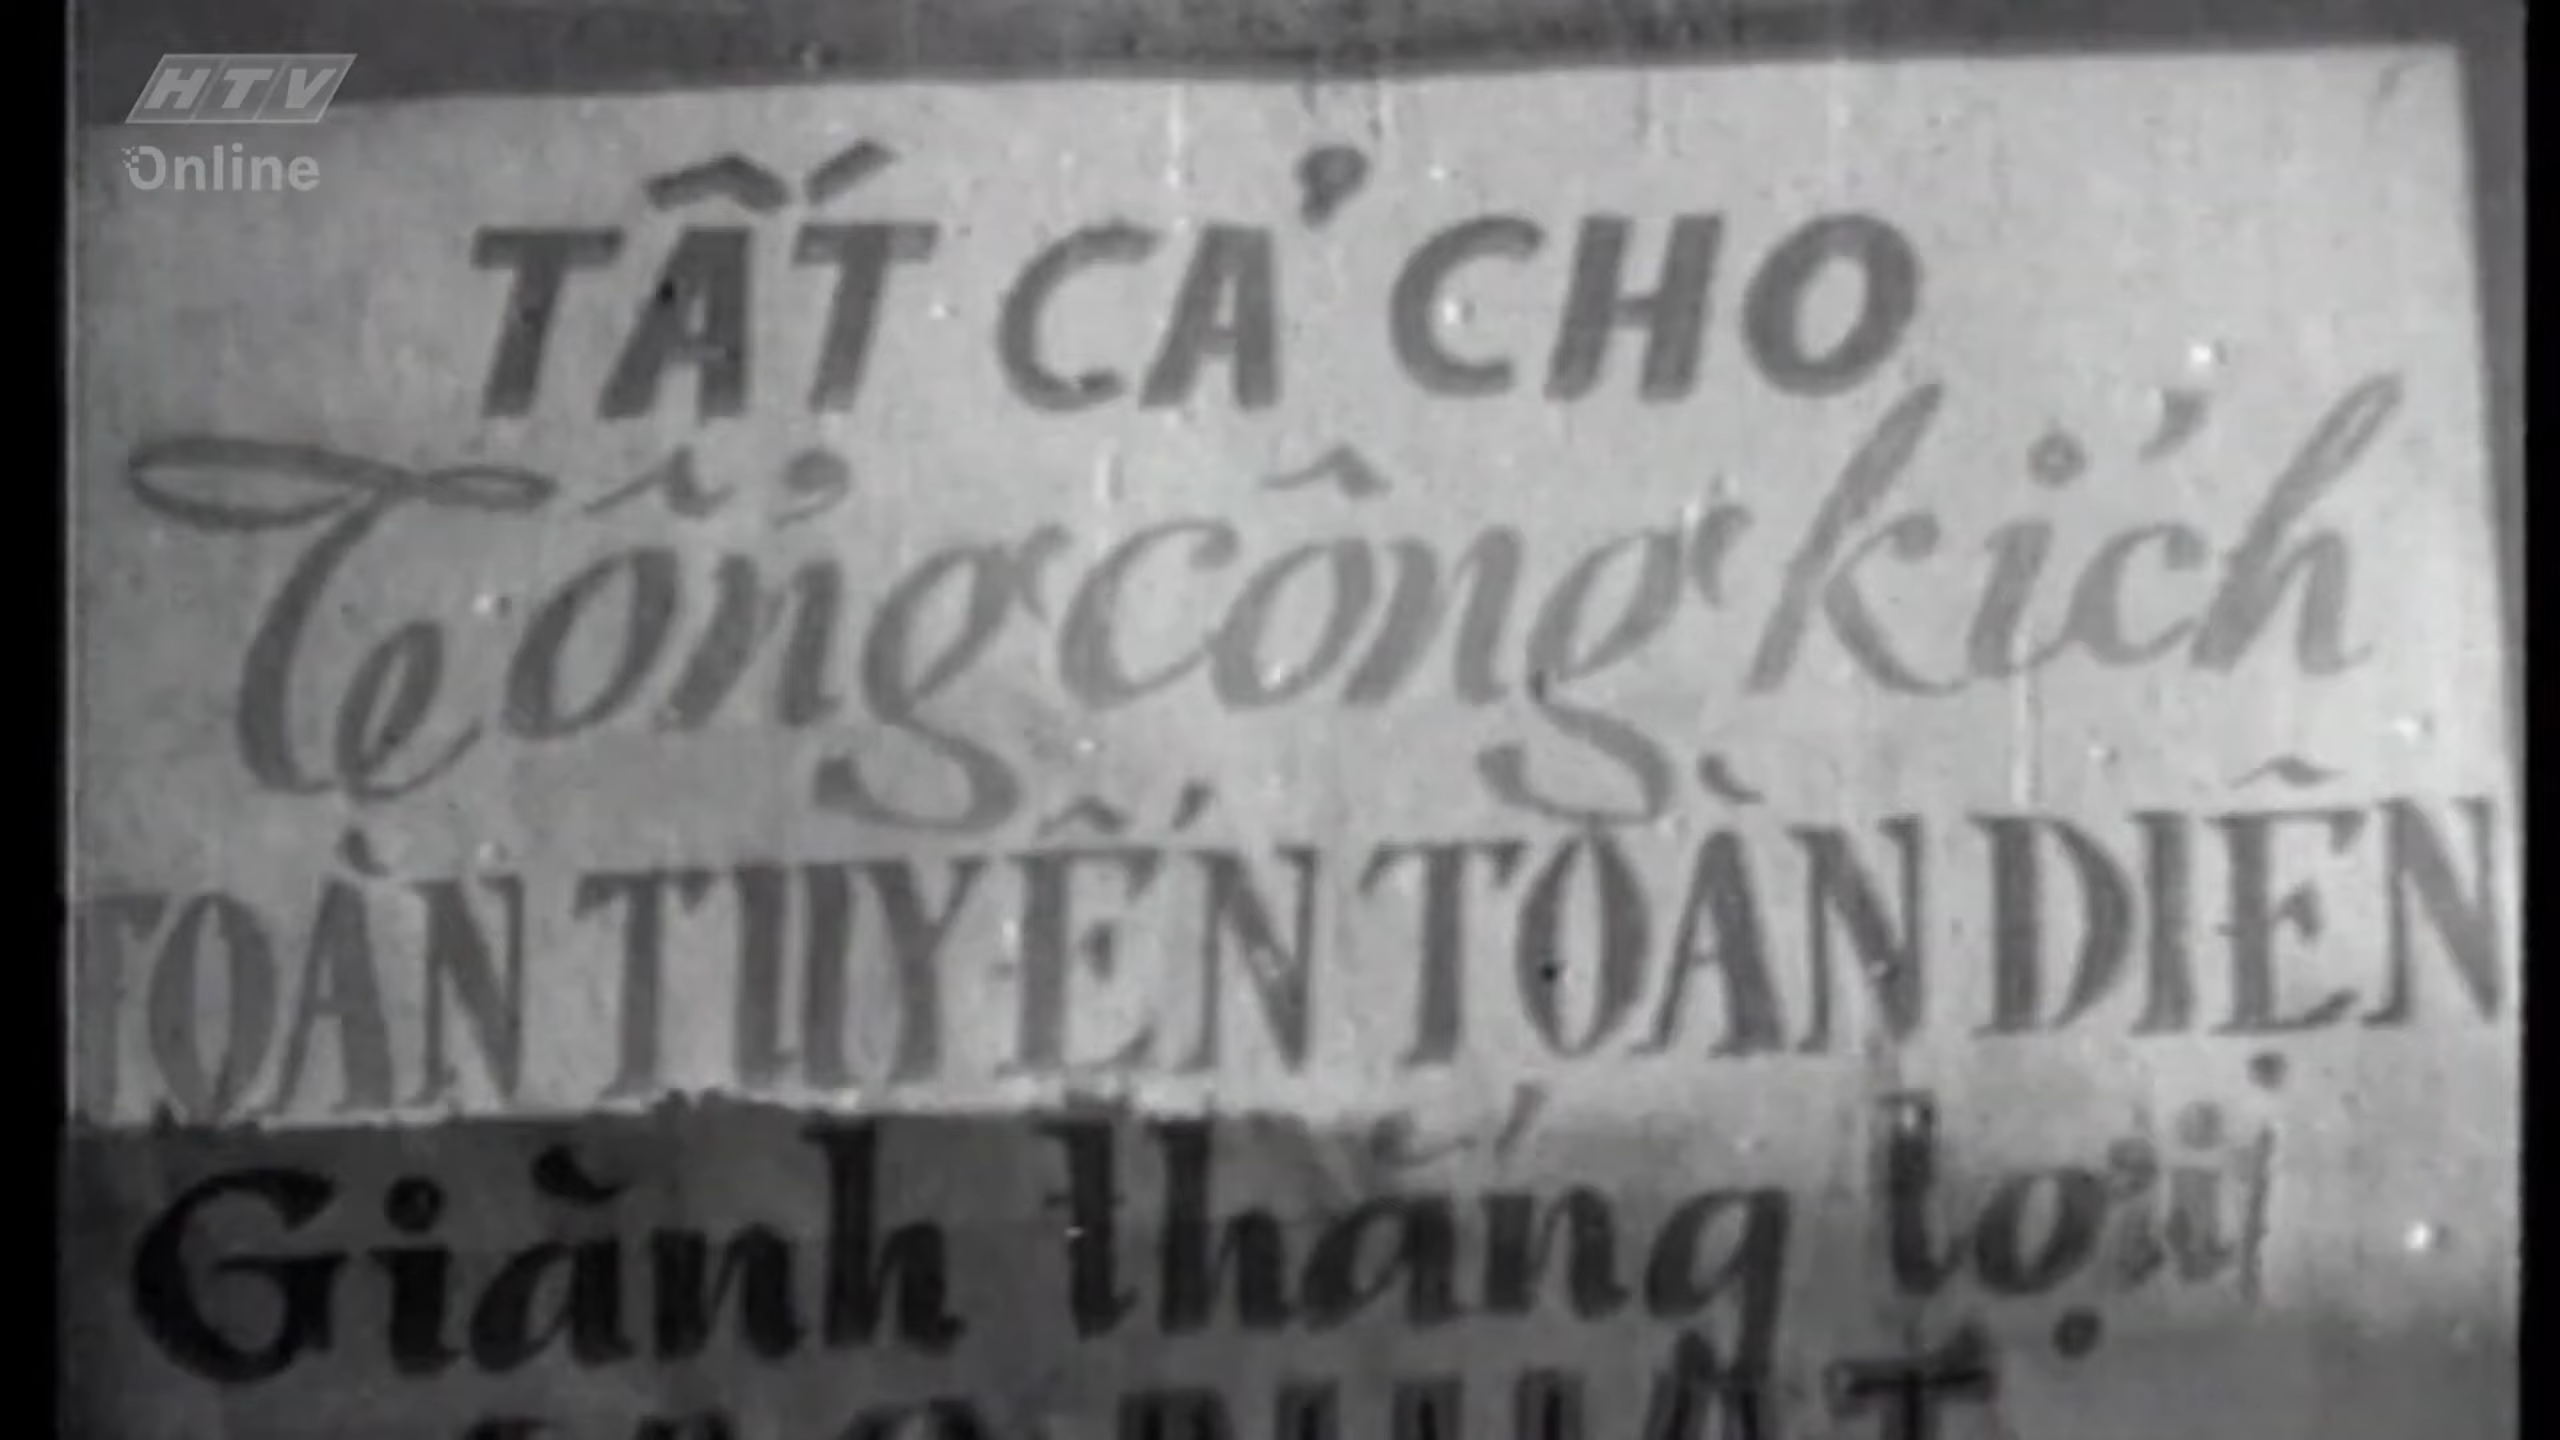 HTV
Online
TẤT CẢ CHO
Tổng công kích
TOÀN TUYẾN TOÀN DIỆN
Giành thắng lợi